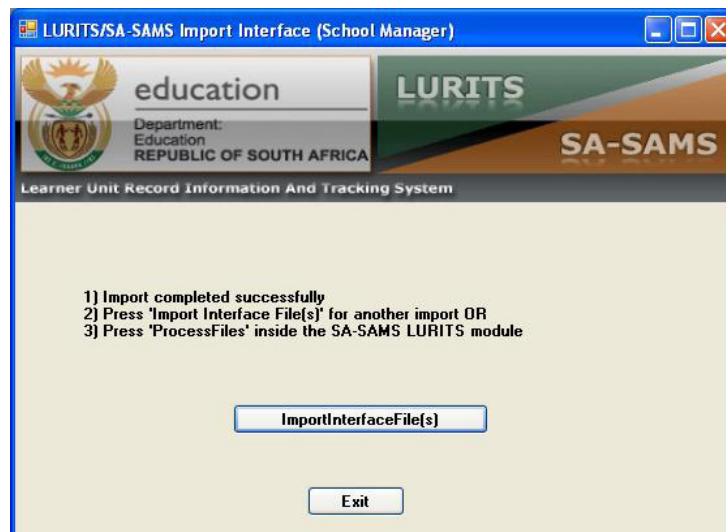 LURITS/SA-SAMS Import Interface (School Manager)
education
Department:
Education
REPUBLIC OF SOUTH AFRICA
LURITS
SA-SAMS
Learner Unit Record Information And Tracking System
1) Import completed successfully
2) Press 'Import Interface File(s)' for another import OR
3) Press 'ProcessFiles' inside the SA-SAMS LURITS module
ImportInterfaceFile(s)
Exit